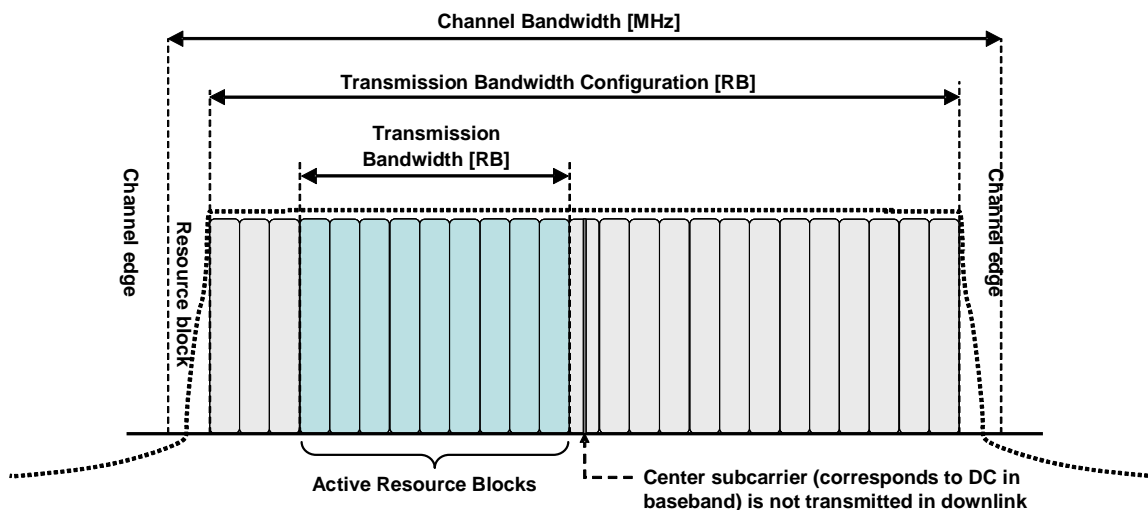 Channel Bandwidth [MHz]
Transmission Bandwidth Configuration [RB]
Transmission
Bandwidth [RB]
Channel edge
Resource block
Channel edge
Active Resource Blocks
Center subcarrier (corresponds to DC in
baseband) is not transmitted in downlink